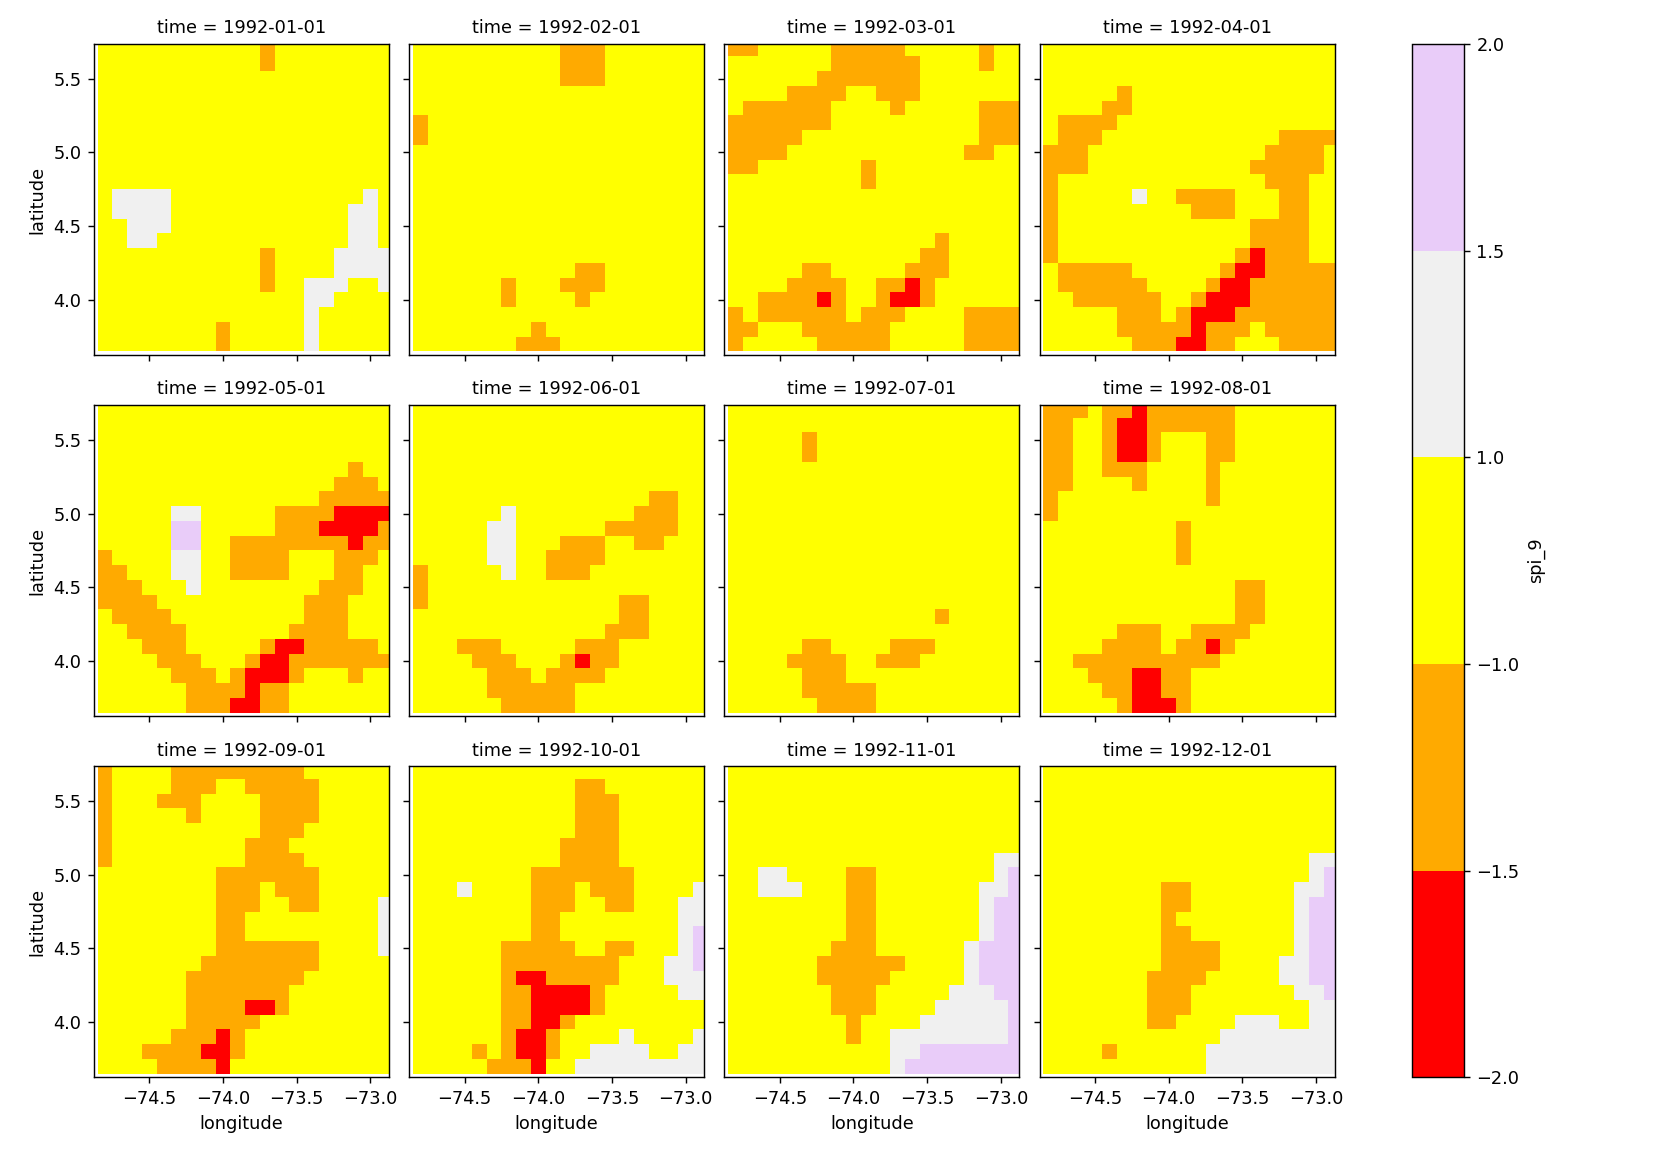 time = 1992-01-01
time = 1992-02-01
time = 1992-03-01
time = 1992-04-01
5.5
5.0
4.5
4.0
latitude
time = 1992-05-01
time = 1992-06-01
time = 1992-07-01
time = 1992-08-01
5.5
5.0
4.5
4.0
latitude
time = 1992-09-01
time = 1992-10-01
time = 1992-11-01
time = 1992-12-01
5.5
5.0
4.5
4.0
latitude
−74.5 −74.0 −73.5 −73.0
longitude
−74.5 −74.0 −73.5 −73.0
longitude
−74.5 −74.0 −73.5 −73.0
longitude
−74.5 −74.0 −73.5 −73.0
longitude
2.0
1.5
1.0
−1.0
−1.5
−2.0
spi_9